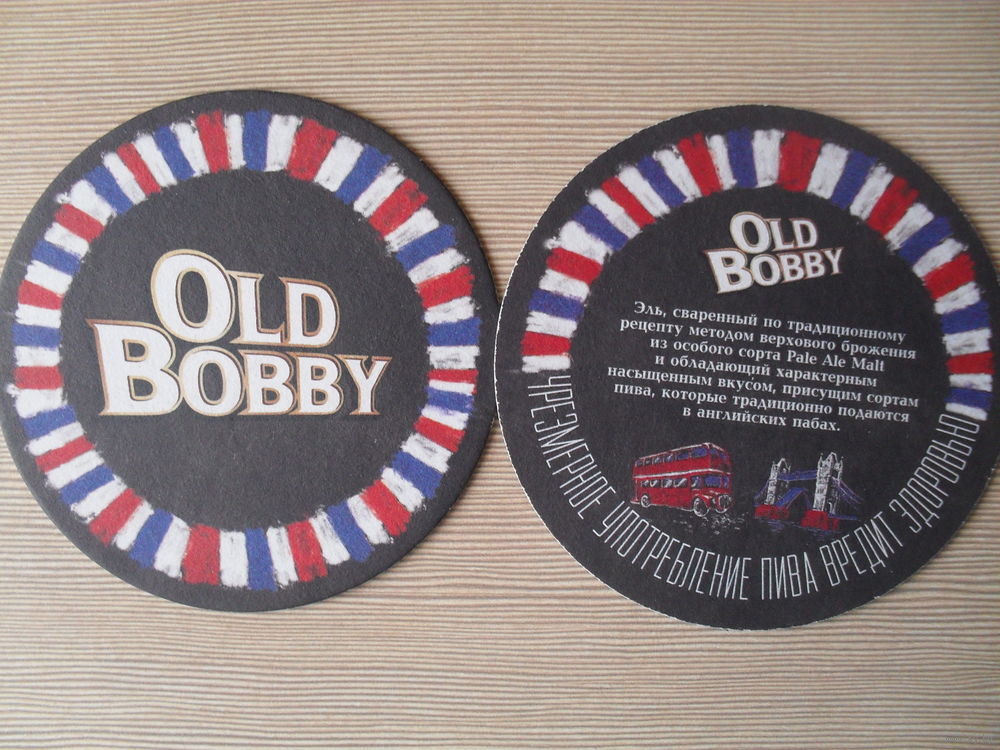 OLD
BOBBY
OLD
BOBBY
Эль, сваренный по традиционному
рецепту методом верхового брожения
из особого сорта Pale Ale Malt
и обладающий характерным
насыщенным вкусом, присущим сортам
пива, которые традиционно подаются
в английских пабах.
ЧРЕЗМЕРНОЕ УПОТРЕБЛЕНИЕ ПИВА ВРЕДИТ ЗДОРОВЬЮ